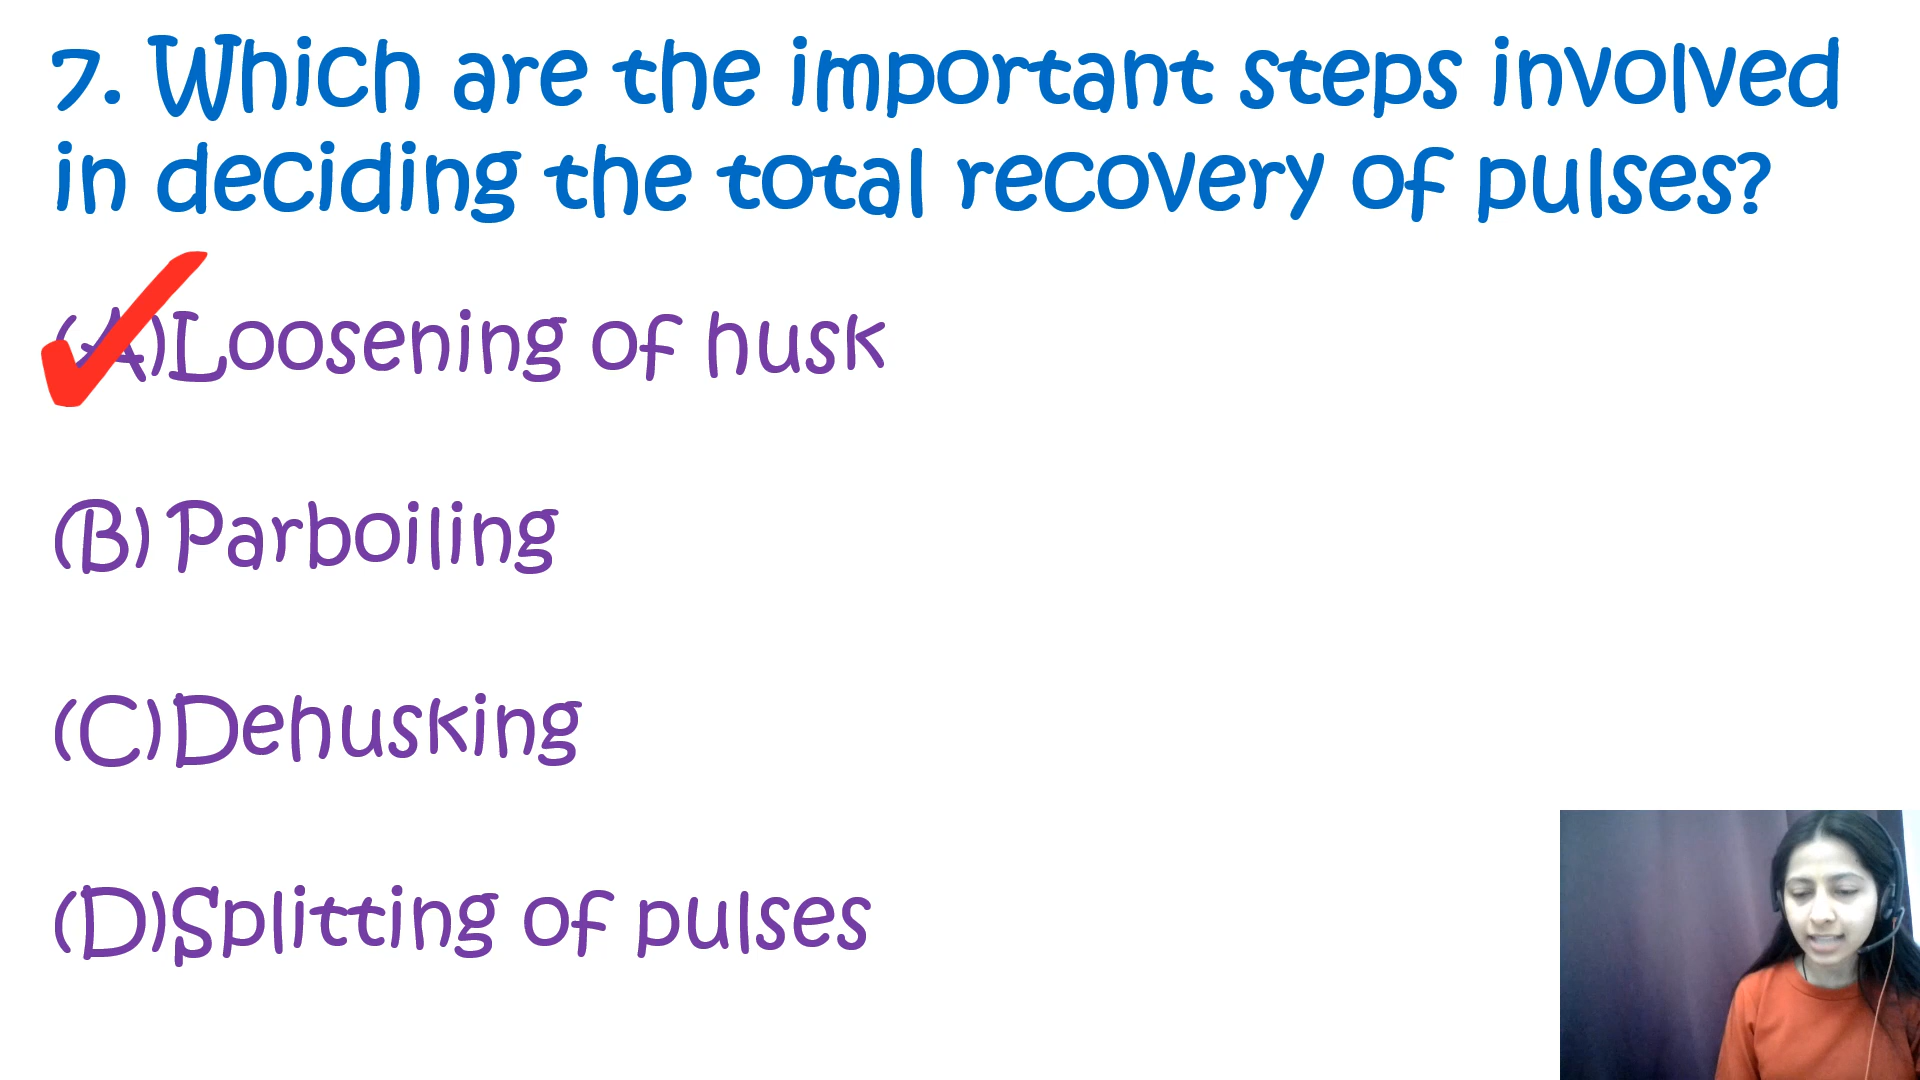 7. Which are the important steps involved
in deciding the total recovery of pulses?
(A)Loosening of husk
(B) Parboiling
(C)Dehusking
(D)Splitting of pulses